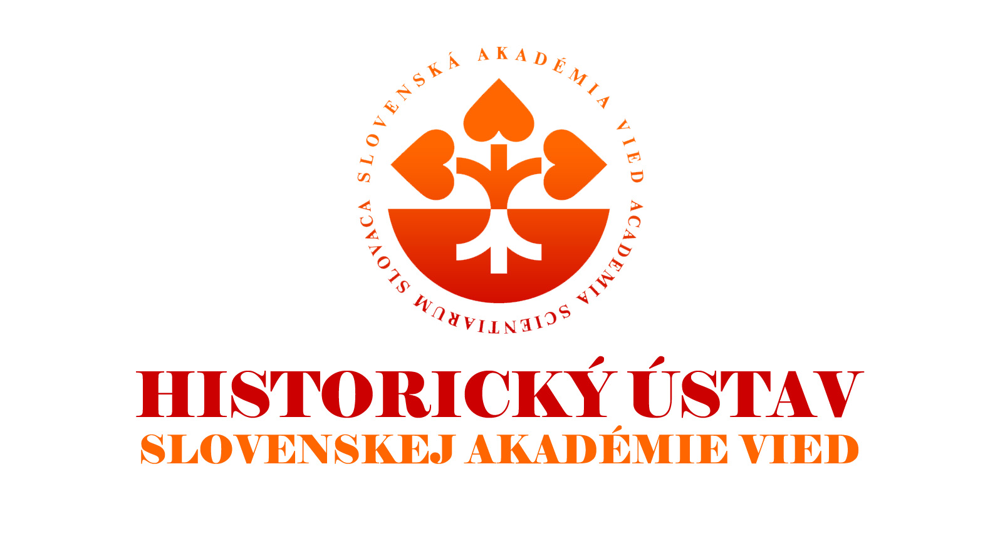 SLOVENSKÁ AKADÉMIA VIED
ACADEMIA SCIENTIARUM SLOVACA
HISTORICKÝ ÚSTAV
SLOVENSKEJ AKADÉMIE VIED